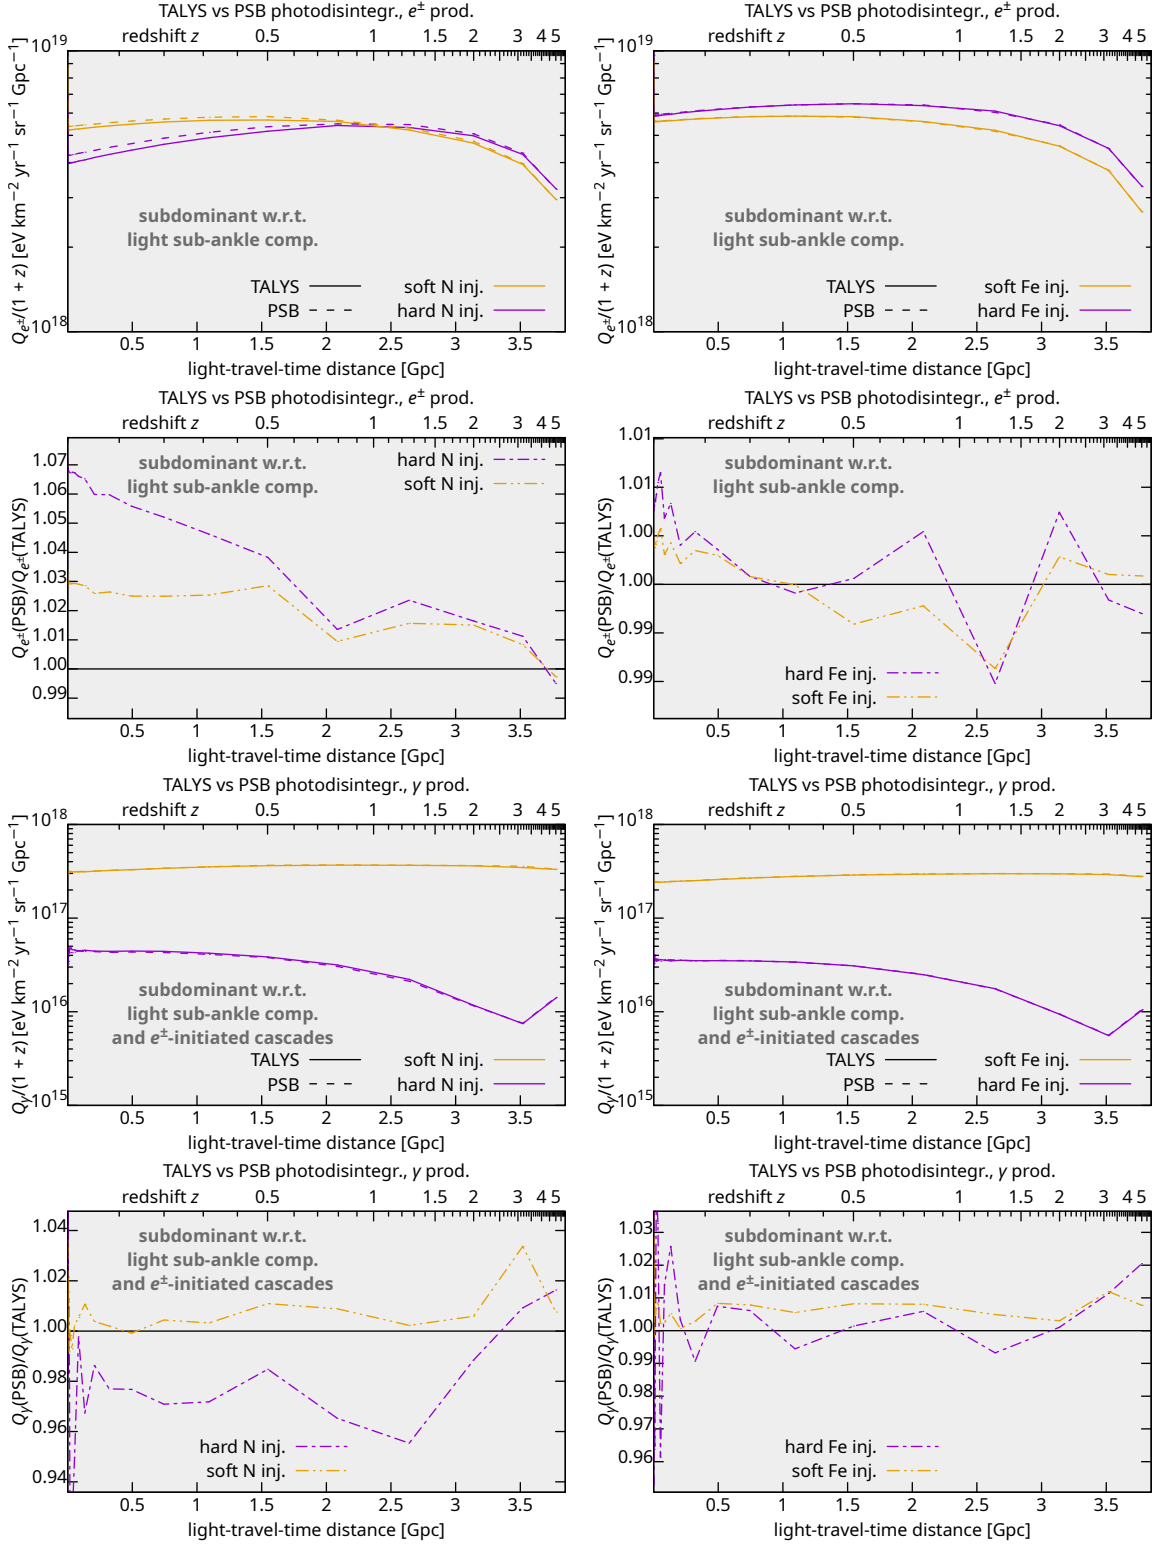 TALYS vs PSB photodisintegr., e± prod.
redshift z 0.5 1 1.5 2 3 4 5
10^19
10^18
Q_e±/(1 + z) [eV km−2 yr−1 sr−1 Gpc−1]
subdominant w.r.t.
light sub-ankle comp.
TALYS soft N inj.
PSB hard N inj.
0.5 1 1.5 2 2.5 3 3.5
light-travel-time distance [Gpc]
TALYS vs PSB photodisintegr., e± prod.
redshift z 0.5 1 1.5 2 3 4 5
10^19
10^18
Q_e±/(1 + z) [eV km−2 yr−1 sr−1 Gpc−1]
subdominant w.r.t.
light sub-ankle comp.
TALYS soft Fe inj.
PSB hard Fe inj.
0.5 1 1.5 2 2.5 3 3.5
light-travel-time distance [Gpc]
TALYS vs PSB photodisintegr., e± prod.
redshift z 0.5 1 1.5 2 3 4 5
1.07
1.06
1.05
1.04
1.03
1.02
1.01
1.00
0.99
Q_e±(PSB)/Q_e±(TALYS)
subdominant w.r.t.
light sub-ankle comp.
hard N inj.
soft N inj.
0.5 1 1.5 2 2.5 3 3.5
light-travel-time distance [Gpc]
TALYS vs PSB photodisintegr., e± prod.
redshift z 0.5 1 1.5 2 3 4 5
1.01
1.01
1.00
1.00
0.99
0.99
Q_e±(PSB)/Q_e±(TALYS)
subdominant w.r.t.
light sub-ankle comp.
hard Fe inj.
soft Fe inj.
0.5 1 1.5 2 2.5 3 3.5
light-travel-time distance [Gpc]
TALYS vs PSB photodisintegr., γ prod.
redshift z 0.5 1 1.5 2 3 4 5
10^18
10^17
10^16
10^15
Q_γ/(1 + z) [eV km−2 yr−1 sr−1 Gpc−1]
subdominant w.r.t.
light sub-ankle comp.
and e±-initiated cascades
TALYS soft N inj.
PSB hard N inj.
0.5 1 1.5 2 2.5 3 3.5
light-travel-time distance [Gpc]
TALYS vs PSB photodisintegr., γ prod.
redshift z 0.5 1 1.5 2 3 4 5
10^18
10^17
10^16
10^15
Q_γ/(1 + z) [eV km−2 yr−1 sr−1 Gpc−1]
subdominant w.r.t.
light sub-ankle comp.
and e±-initiated cascades
TALYS soft Fe inj.
PSB hard Fe inj.
0.5 1 1.5 2 2.5 3 3.5
light-travel-time distance [Gpc]
TALYS vs PSB photodisintegr., γ prod.
redshift z 0.5 1 1.5 2 3 4 5
1.04
1.02
1.00
0.98
0.96
0.94
Q_γ(PSB)/Q_γ(TALYS)
subdominant w.r.t.
light sub-ankle comp.
and e±-initiated cascades
hard N inj.
soft N inj.
0.5 1 1.5 2 2.5 3 3.5
light-travel-time distance [Gpc]
TALYS vs PSB photodisintegr., γ prod.
redshift z 0.5 1 1.5 2 3 4 5
1.03
1.02
1.01
1.00
0.99
0.98
0.97
0.96
Q_γ(PSB)/Q_γ(TALYS)
subdominant w.r.t.
light sub-ankle comp.
and e±-initiated cascades
hard Fe inj.
soft Fe inj.
0.5 1 1.5 2 2.5 3 3.5
light-travel-time distance [Gpc]